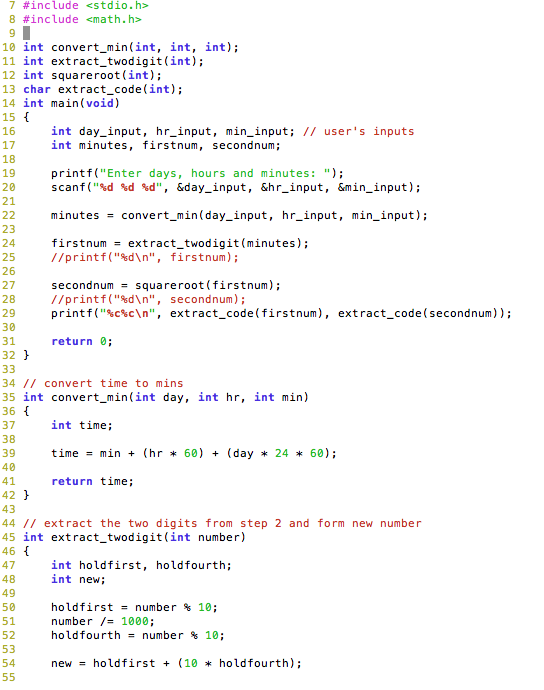 7 #include <stdio.h>
8 #include <math.h>
9
10 int convert_min(int, int, int);
11 int extract_twodigit(int);
12 int squareroot(int);
13 char extract_code(int);
14 int main(void)
15 {
16     int day_input, hr_input, min_input; // user's inputs
17     int minutes, firstnum, secondnum;
18
19     printf("Enter days, hours and minutes: ");
20     scanf("%d %d %d", &day_input, &hr_input, &min_input);
21
22     minutes = convert_min(day_input, hr_input, min_input);
23
24     firstnum = extract_twodigit(minutes);
25     //printf("%d\n", firstnum);
26
27     secondnum = squareroot(firstnum);
28     //printf("%d\n", secondnum);
29     printf("%c%c\n", extract_code(firstnum), extract_code(secondnum));
30
31     return 0;
32 }
33
34 // convert time to mins
35 int convert_min(int day, int hr, int min)
36 {
37     int time;
38
39     time = min + (hr * 60) + (day * 24 * 60);
40
41     return time;
42 }
43
44 // extract the two digits from step 2 and form new number
45 int extract_twodigit(int number)
46 {
47     int holdfirst, holdfourth;
48     int new;
49
50     holdfirst = number % 10;
51     number /= 1000;
52     holdfourth = number % 10;
53
54     new = holdfirst + (10 * holdfourth);
55